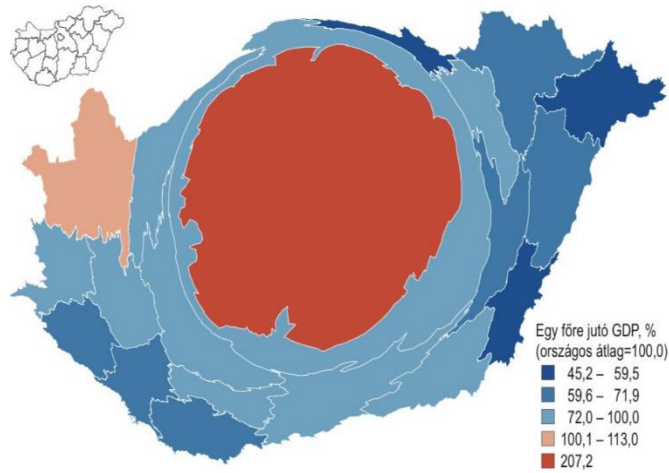 Egy főre jutó GDP, %
(országos átlag=100,0)
45,2 – 59,5
59,6 – 71,9
72,0 – 100,0
100,1 – 113,0
207,2